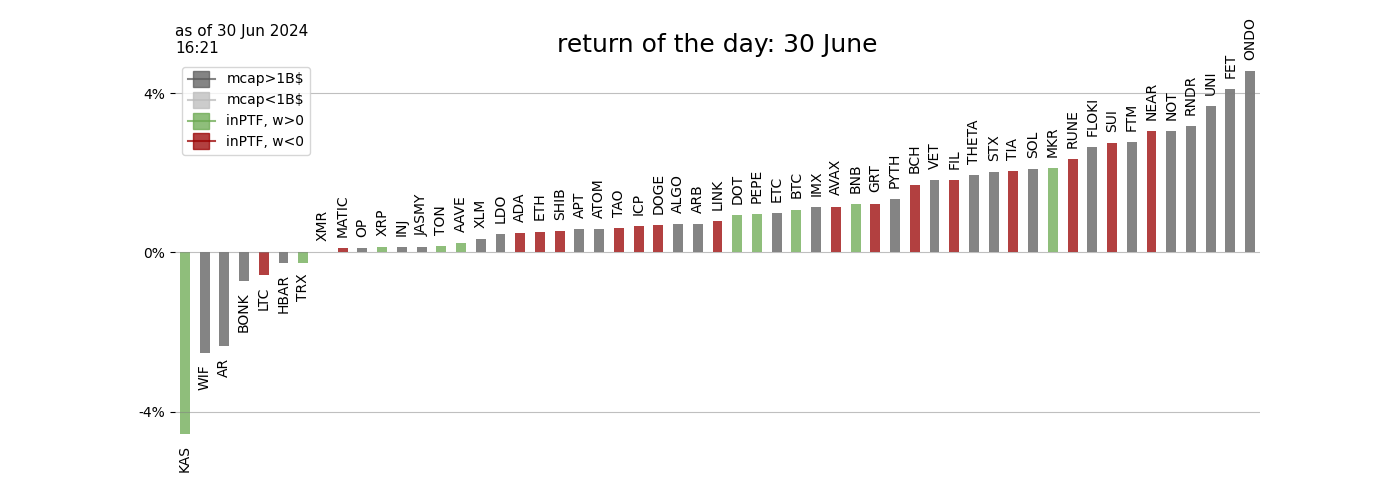 as of 30 Jun 2024
16:21
return of the day: 30 June
mcap>1B$
mcap<1B$
inPTF, w>0
inPTF, w<0
4%
0%
-4%
KAS
WIF
AR
BONK
LTC
HBAR
TRX
XMR
MATIC
OP
XRP
INJ
JASMY
TON
AAVE
XLM
LDO
ADA
ETH
SHIB
APT
ATOM
TAO
ICP
DOGE
ALGO
ARB
LINK
DOT
PEPE
ETC
BTC
IMX
AVAX
BNB
GRT
PYTH
BCH
VET
FIL
THETA
STX
TIA
SOL
MKR
RUNE
FLOKI
SUI
FTM
NEAR
NOT
RNDR
UNI
FET
ONDO